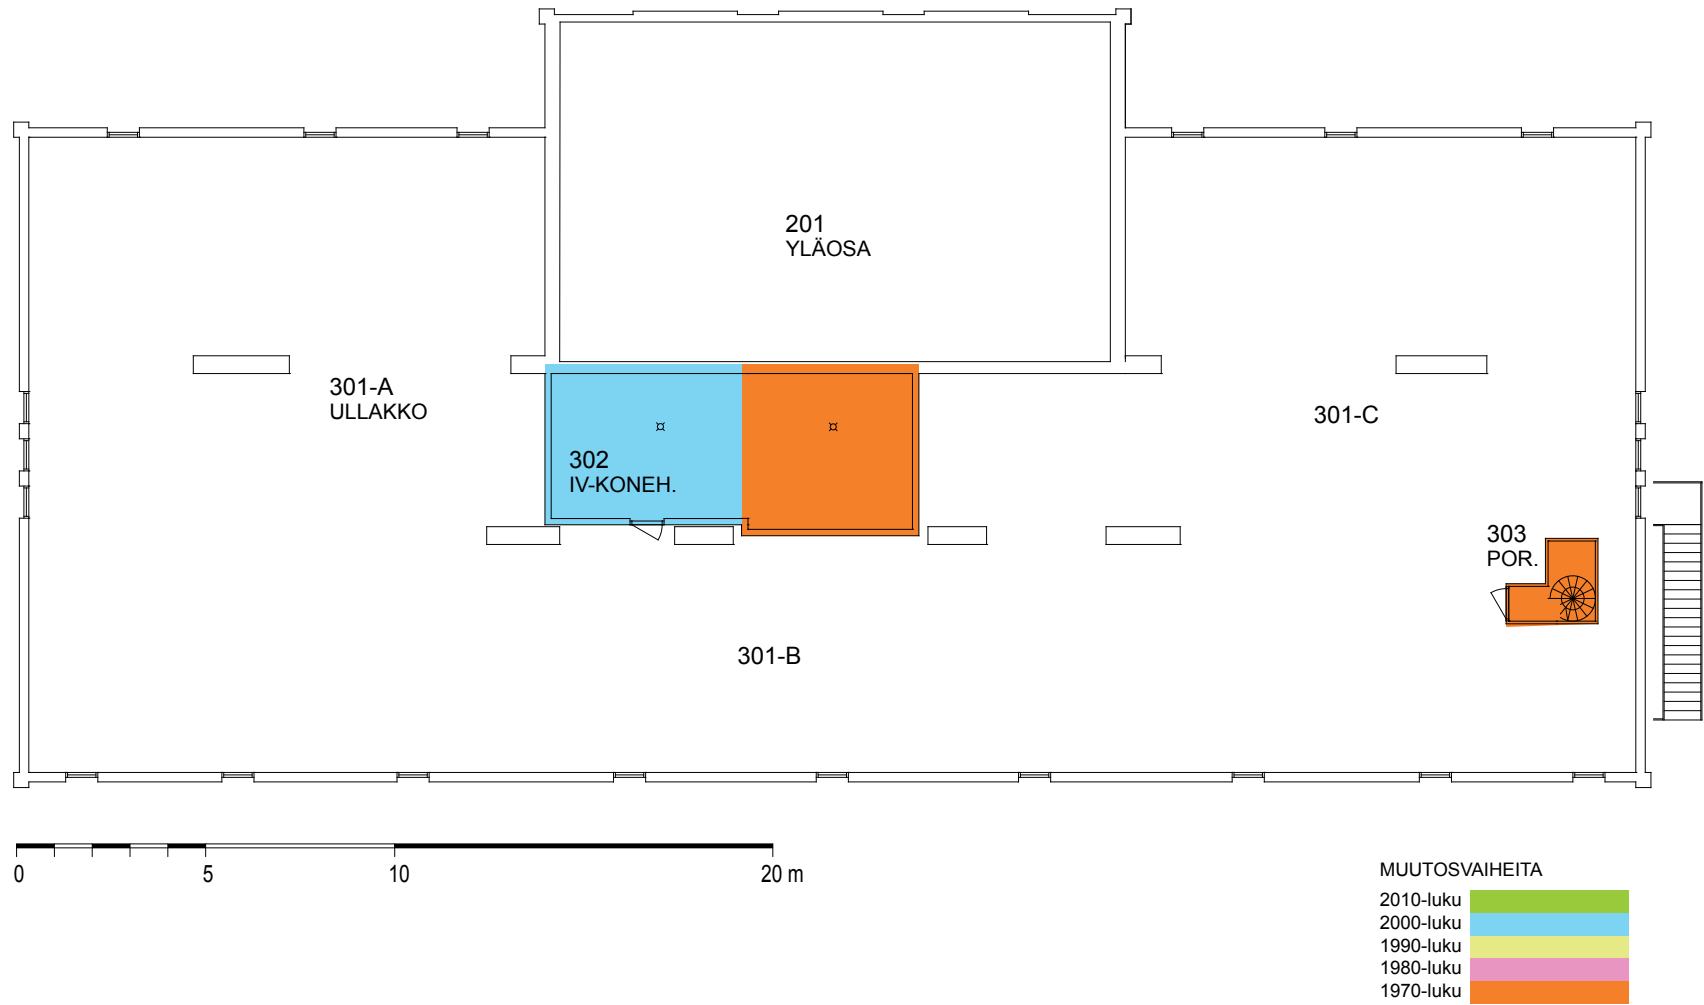 201
YLÄOSA
301-A
ULLAKKO
301-C
302
IV-KONEH.
303
POR.
301-B
0 5 10 20 m
MUUTOSVAIHEITA
2010-luku
2000-luku
1990-luku
1980-luku
1970-luku